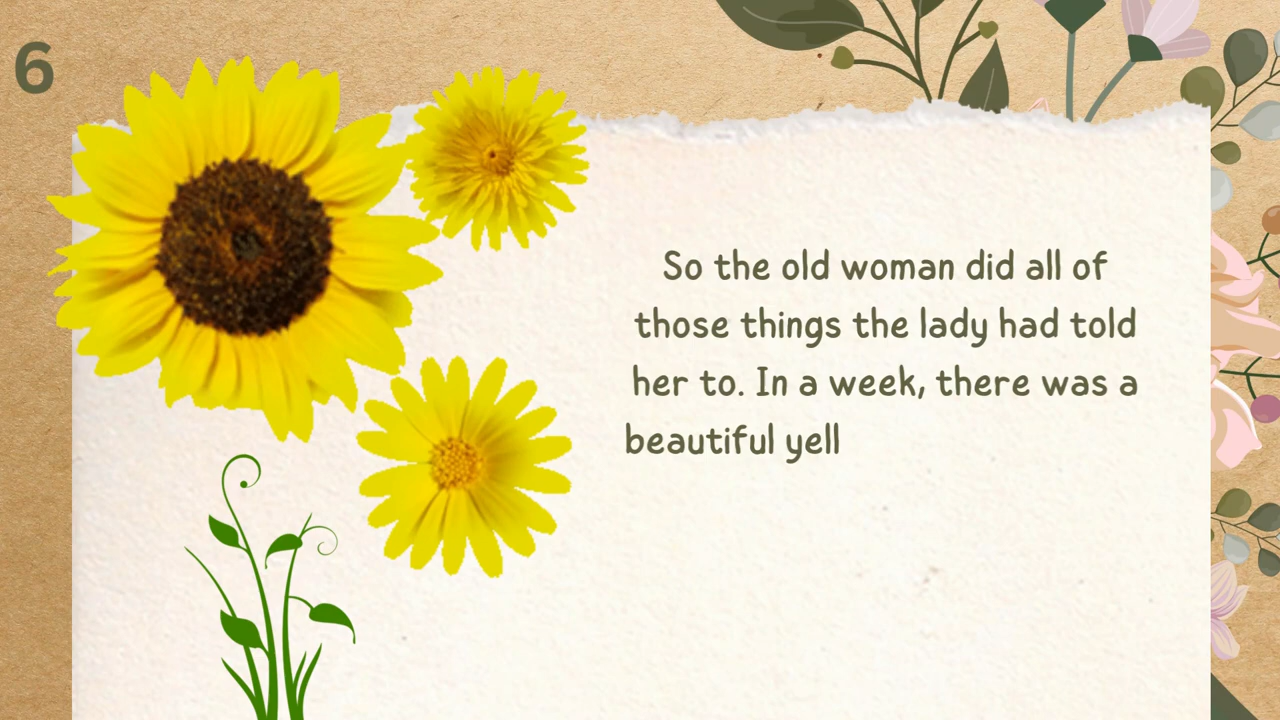 6
So the old woman did all of
those things the lady had told
her to. In a week, there was a
beautiful yell